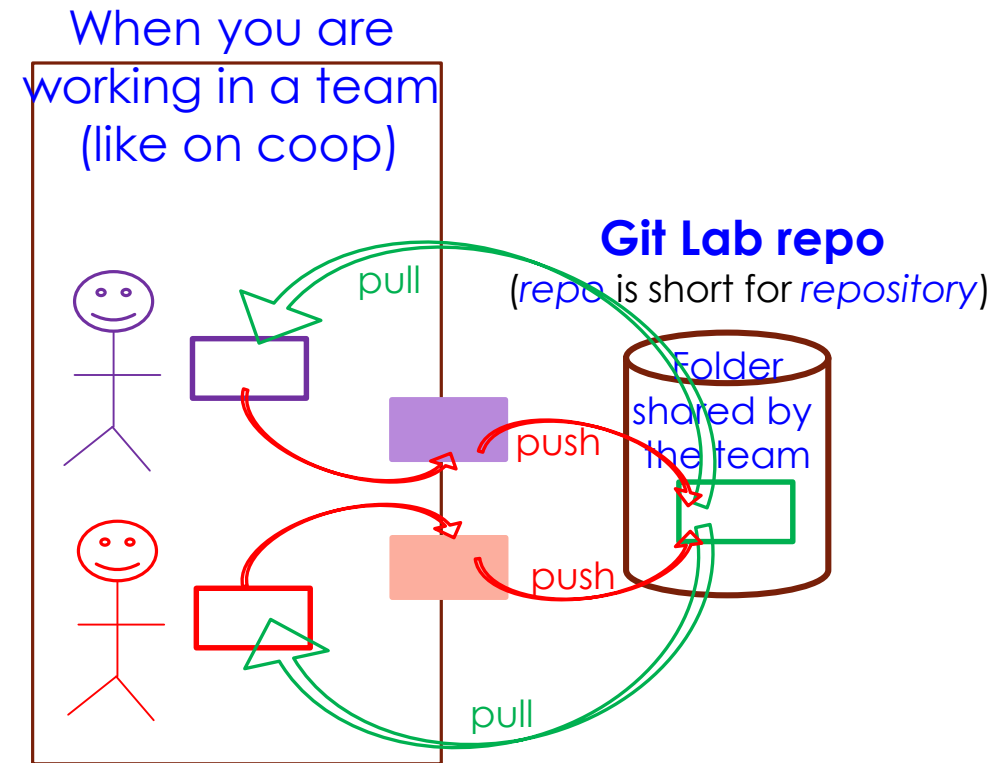 When you are
working in a team
(like on coop)
Git Lab repo
(repo is short for repository)
pull
Folder
shared by
the team
push
push
pull